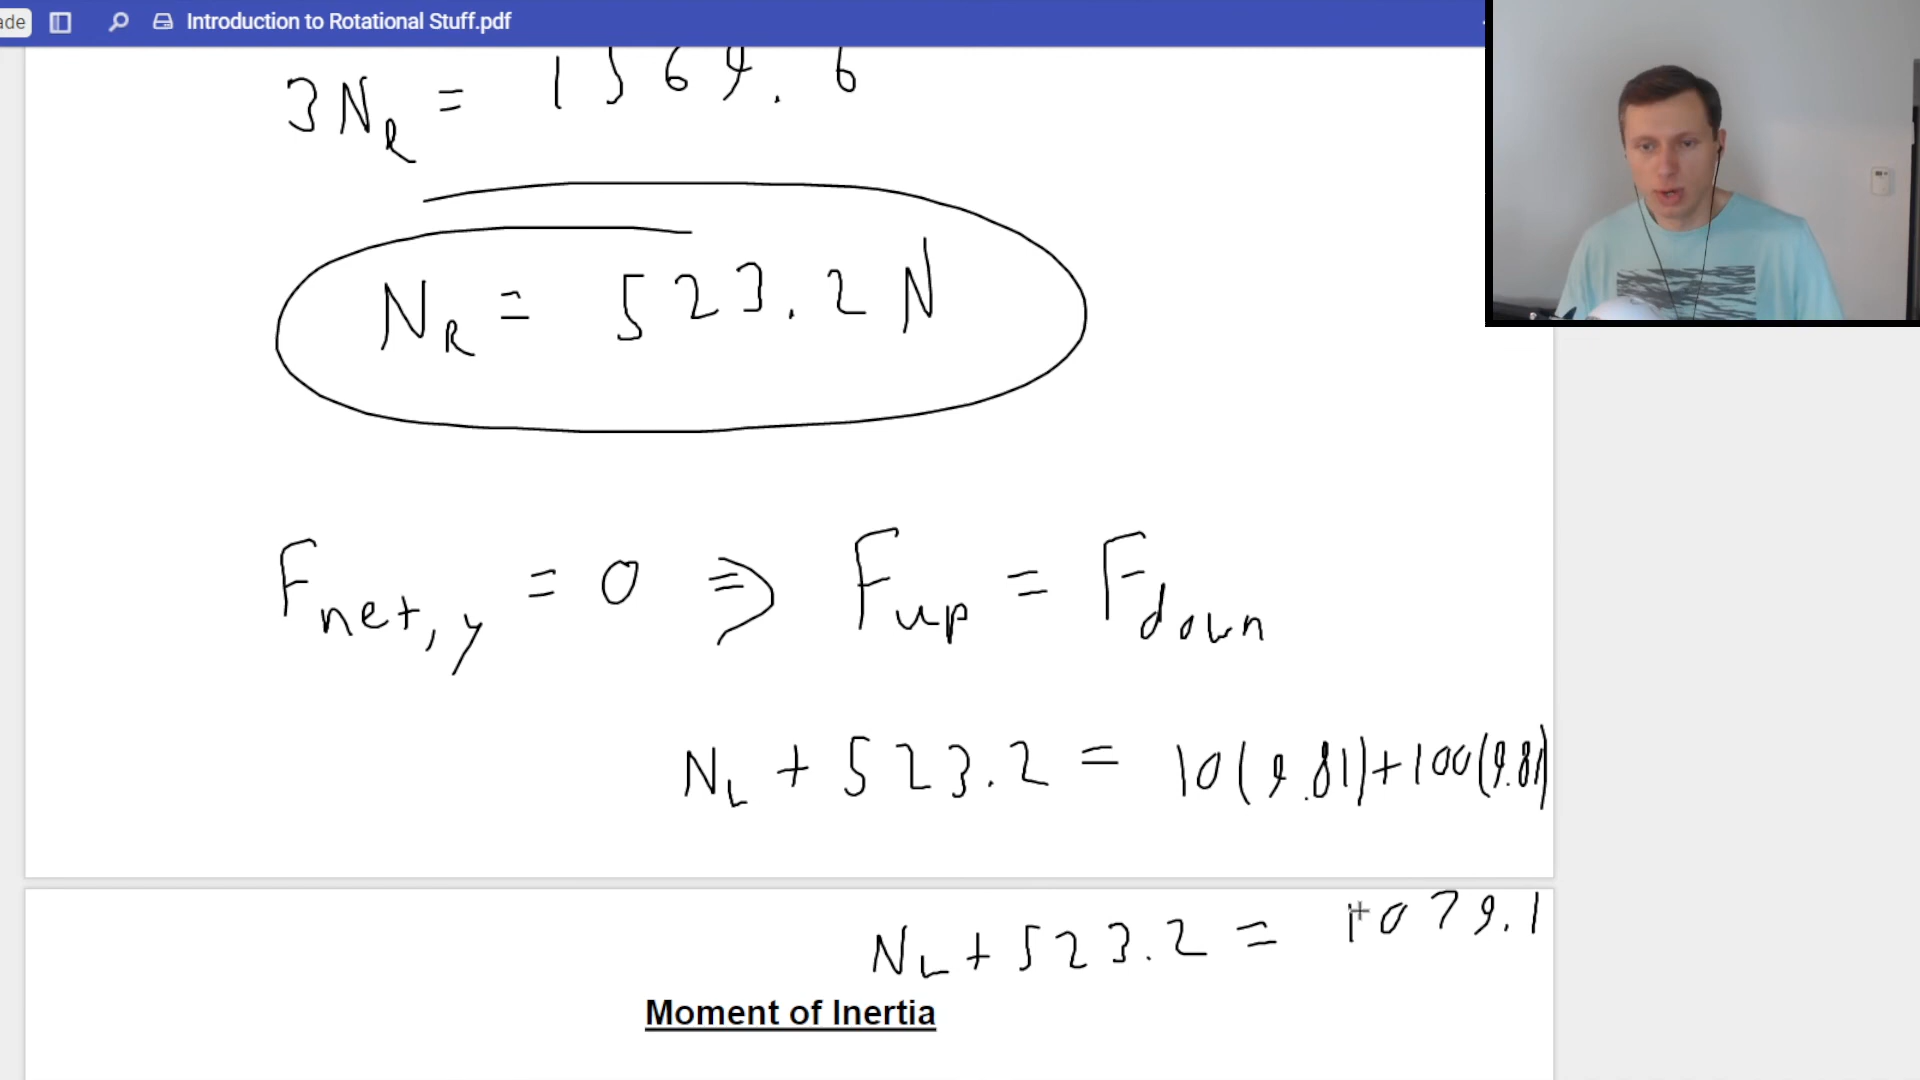 ade
Introduction to Rotational Stuff.pdf
3N_R = 1569.6
N_R = 523.2 N
F_net,y = 0 ⇒ F_up = F_down
N_L + 523.2 = 10(9.81)+100(9.81)
N_L + 523.2 = 1079.1
Moment of Inertia